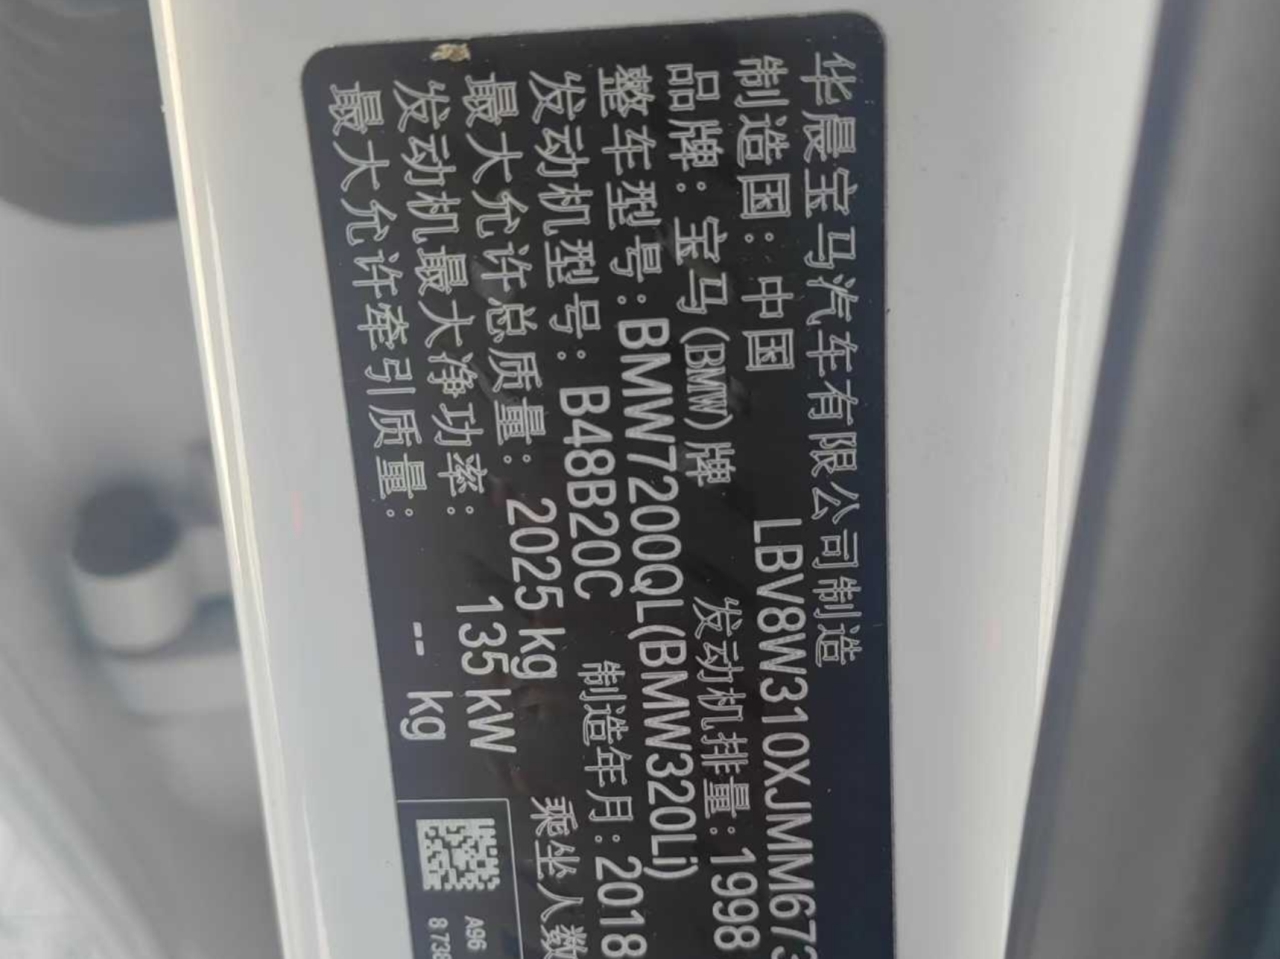 华晨宝马汽车有限公司制造
制造国：中国 LBV8W310XJMM673
品牌：宝马(BMW)牌 发动机排量：1998
整车型号：BMW7200QL(BMW320Li)
发动机型号：B48B20C 制造年月：2018
最大允许总质量：2025 kg 乘坐人数
发动机最大净功率：135 kW
最大允许牵引质量：-- kg
A96
8 738